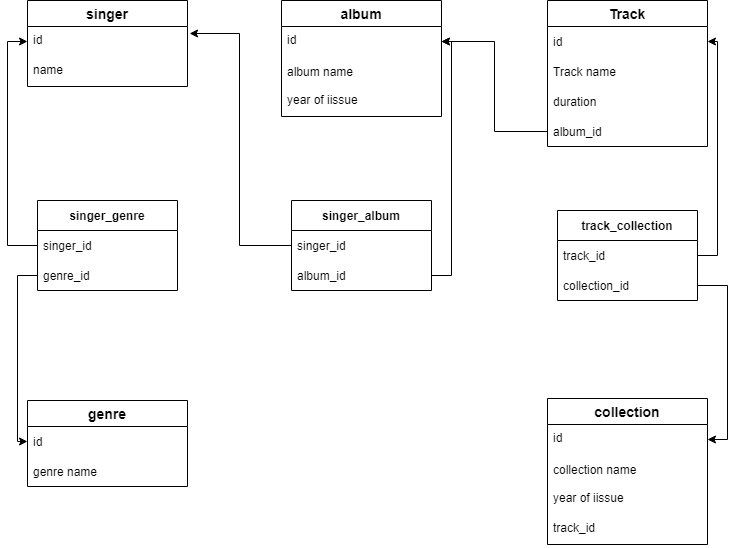 singer
id
name
album
id
album name
year of iissue
Track
id
Track name
duration
album_id
singer_genre
singer_id
genre_id
singer_album
singer_id
album_id
track_collection
track_id
collection_id
genre
id
genre name
collection
id
collection name
year of iissue
track_id